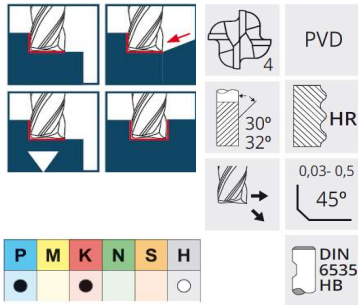 4
PVD
30º
32º
HR
0,03- 0,5
45º
P M K N S H
DIN
6535
HB